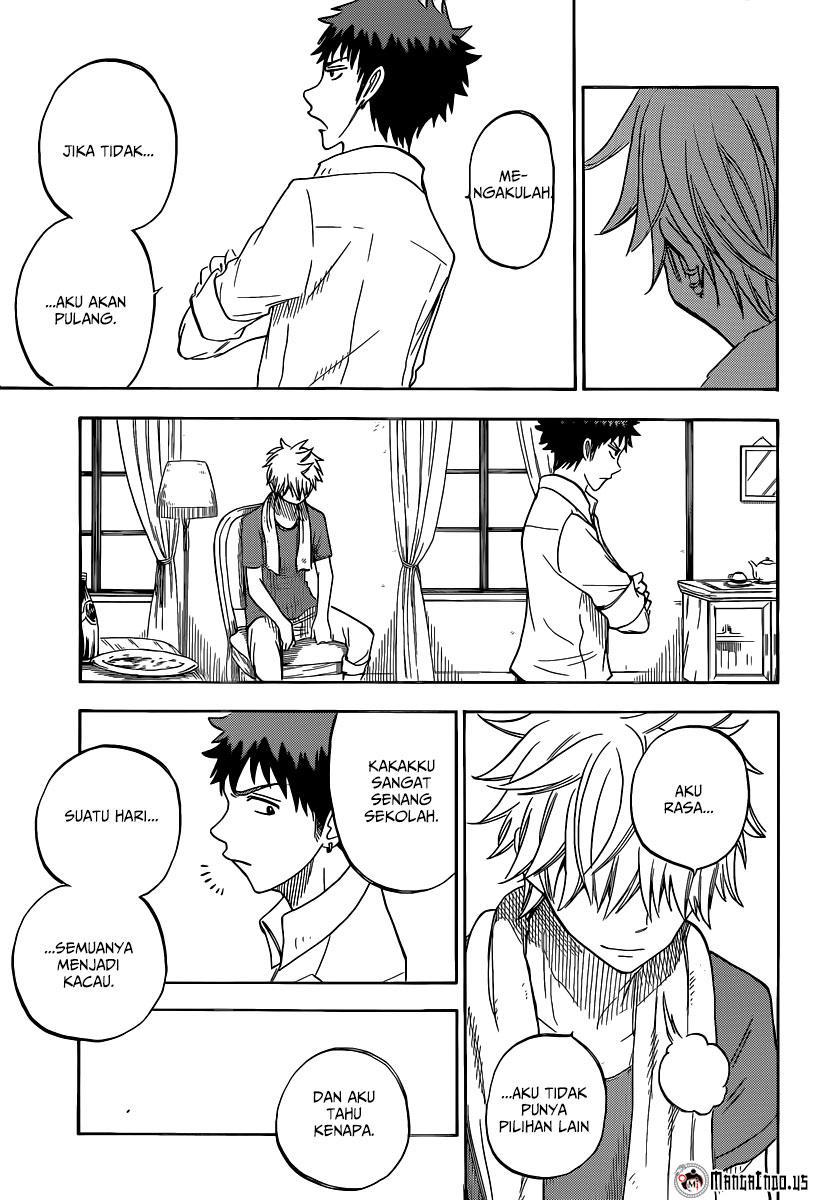 ME-
NGAKULAH.
JIKA TIDAK...
...AKU AKAN
PULANG.
AKU
RASA...
...AKU TIDAK
PUNYA
PILIHAN LAIN
KAKAKKU
SANGAT
SENANG
SEKOLAH.
SUATU HARI...
...SEMUANYA
MENJADI
KACAU.
DAN AKU
TAHU
KENAPA.
MANGAINDO.US